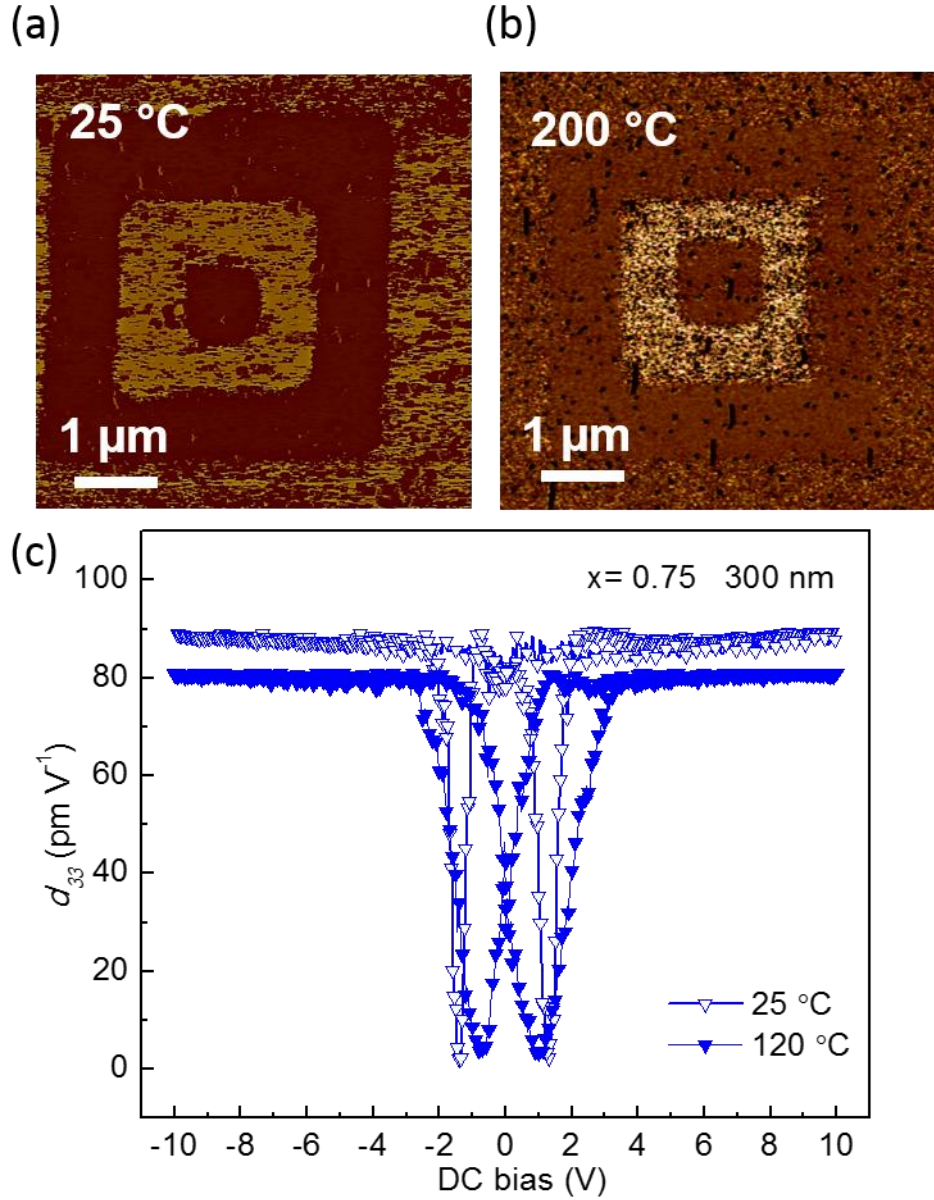 (a)
(b)
25 °C
200 °C
1 μm
1 μm
(c)
x= 0.75 300 nm
100
80
60
40
20
0
d33 (pm V-1)
25 °C
120 °C
-10 -8 -6 -4 -2 0 2 4 6 8 10
DC bias (V)